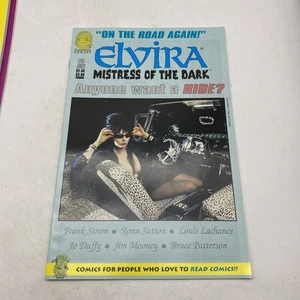 "ON THE ROAD AGAIN!"
ELVIRA
MISTRESS OF THE DARK
Anyone want a RIDE?
Frank Strom • Ronn Sutton • Louis Lachance
Jo Duffy • Jim Mooney • Bruce Patterson
COMICS FOR PEOPLE WHO LOVE TO READ COMICS!!